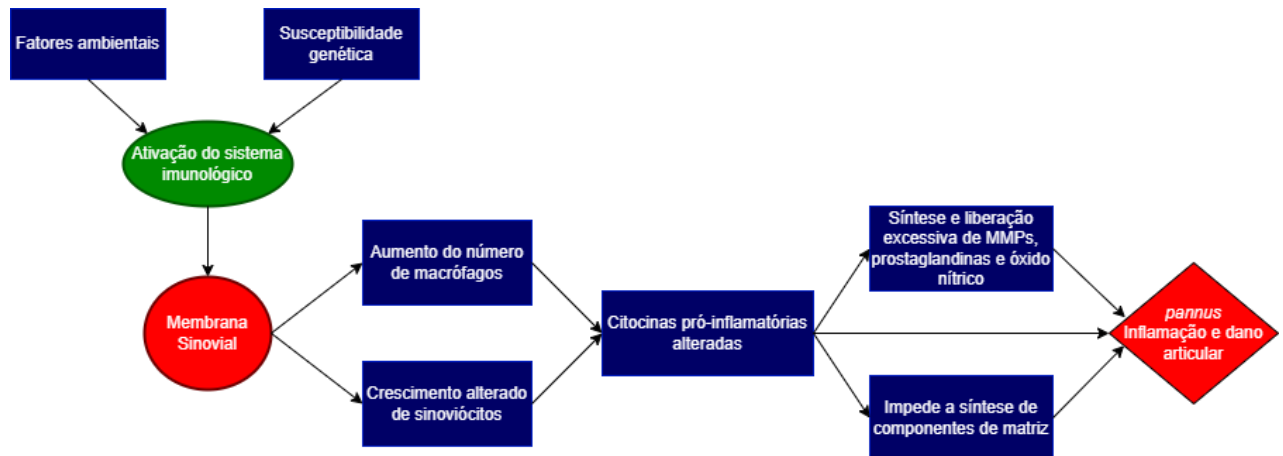 Fatores ambientais
Susceptibilidade
genética
Ativação do sistema
imunológico
Membrana
Sinovial
Aumento do número
de macrófagos
Crescimento alterado
de sinoviócitos
Citocinas pró-inflamatórias
alteradas
Síntese e liberação
excessiva de MMPs,
prostaglandinas e óxido
nítrico
Impede a síntese de
componentes de matriz
pannus
Inflamação e dano
articular